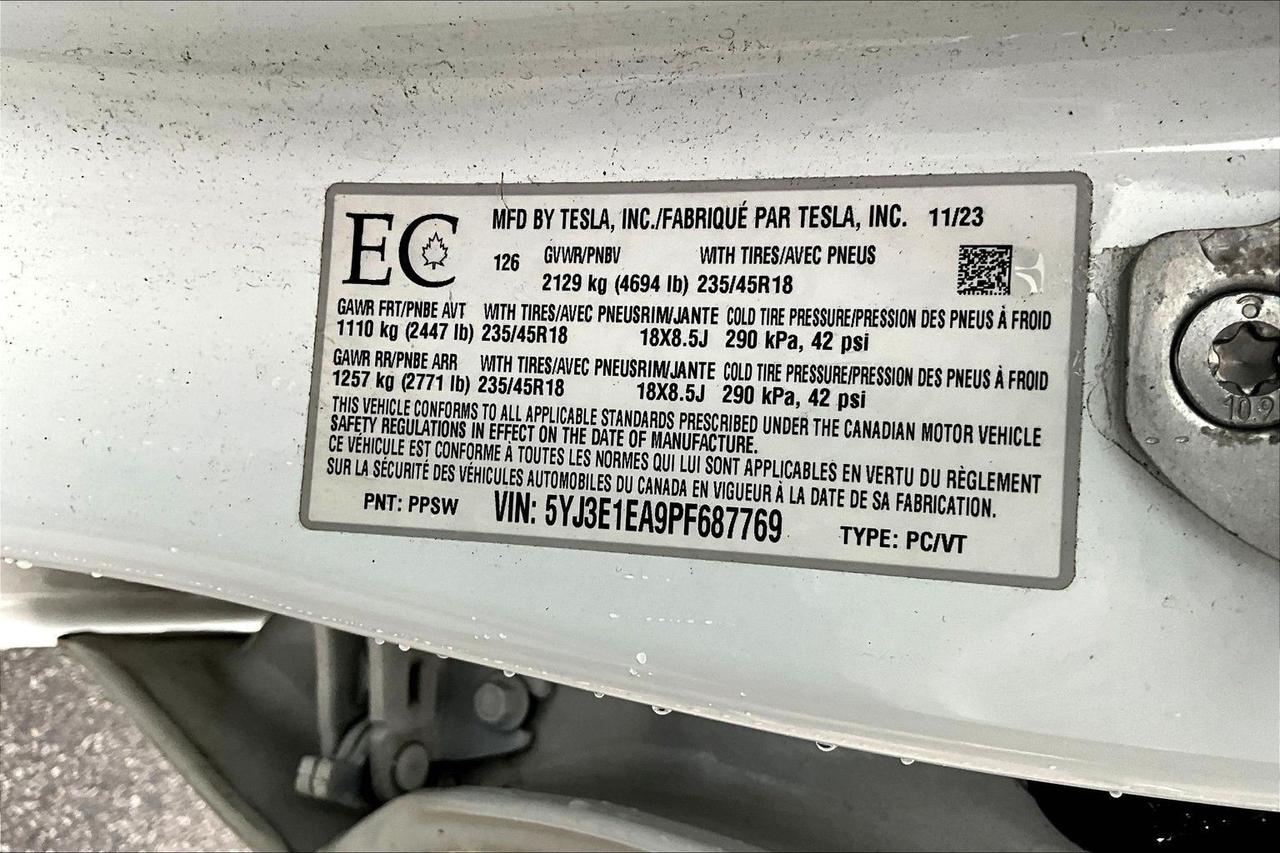 EC
MFD BY TESLA, INC./FABRIQUÉ PAR TESLA, INC. 11/23
126 GVWR/PNBV WITH TIRES/AVEC PNEUS
2129 kg (4694 lb) 235/45R18
GAWR FRT/PNBE AVT WITH TIRES/AVEC PNEUSRIM/JANTE COLD TIRE PRESSURE/PRESSION DES PNEUS À FROID
1110 kg (2447 lb) 235/45R18 18X8.5J 290 kPa, 42 psi
GAWR RR/PNBE ARR WITH TIRES/AVEC PNEUSRIM/JANTE COLD TIRE PRESSURE/PRESSION DES PNEUS À FROID
1257 kg (2771 lb) 235/45R18 18X8.5J 290 kPa, 42 psi
THIS VEHICLE CONFORMS TO ALL APPLICABLE STANDARDS PRESCRIBED UNDER THE CANADIAN MOTOR VEHICLE
SAFETY REGULATIONS IN EFFECT ON THE DATE OF MANUFACTURE.
CE VÉHICULE EST CONFORME À TOUTES LES NORMES QUI LUI SONT APPLICABLES EN VERTU DU RÈGLEMENT
SUR LA SÉCURITÉ DES VÉHICULES AUTOMOBILES DU CANADA EN VIGUEUR À LA DATE DE SA FABRICATION.
PNT: PPSW VIN: 5YJ3E1EA9PF687769 TYPE: PC/VT
10.9